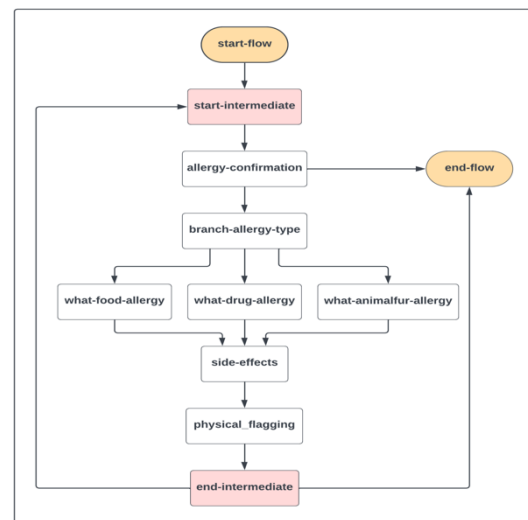 start-flow
start-intermediate
allergy-confirmation
end-flow
branch-allergy-type
what-food-allergy
what-drug-allergy
what-animalfur-allergy
side-effects
physical_flagging
end-intermediate